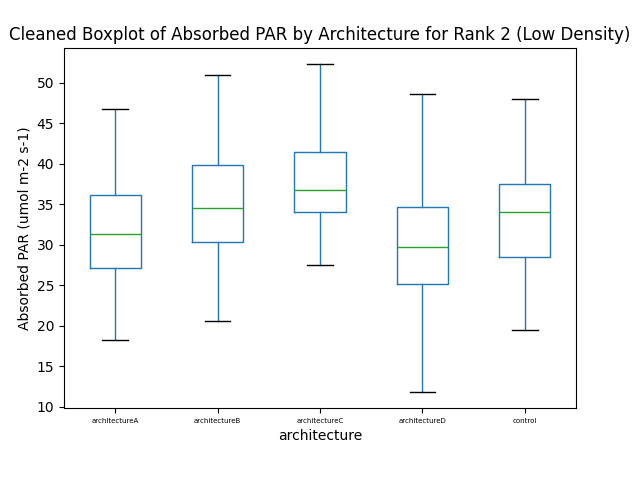 Cleaned Boxplot of Absorbed PAR by Architecture for Rank 2 (Low Density)
Absorbed PAR (umol m-2 s-1)
50
45
40
35
30
25
20
15
10
architectureA architectureB architectureC architectureD control
architecture